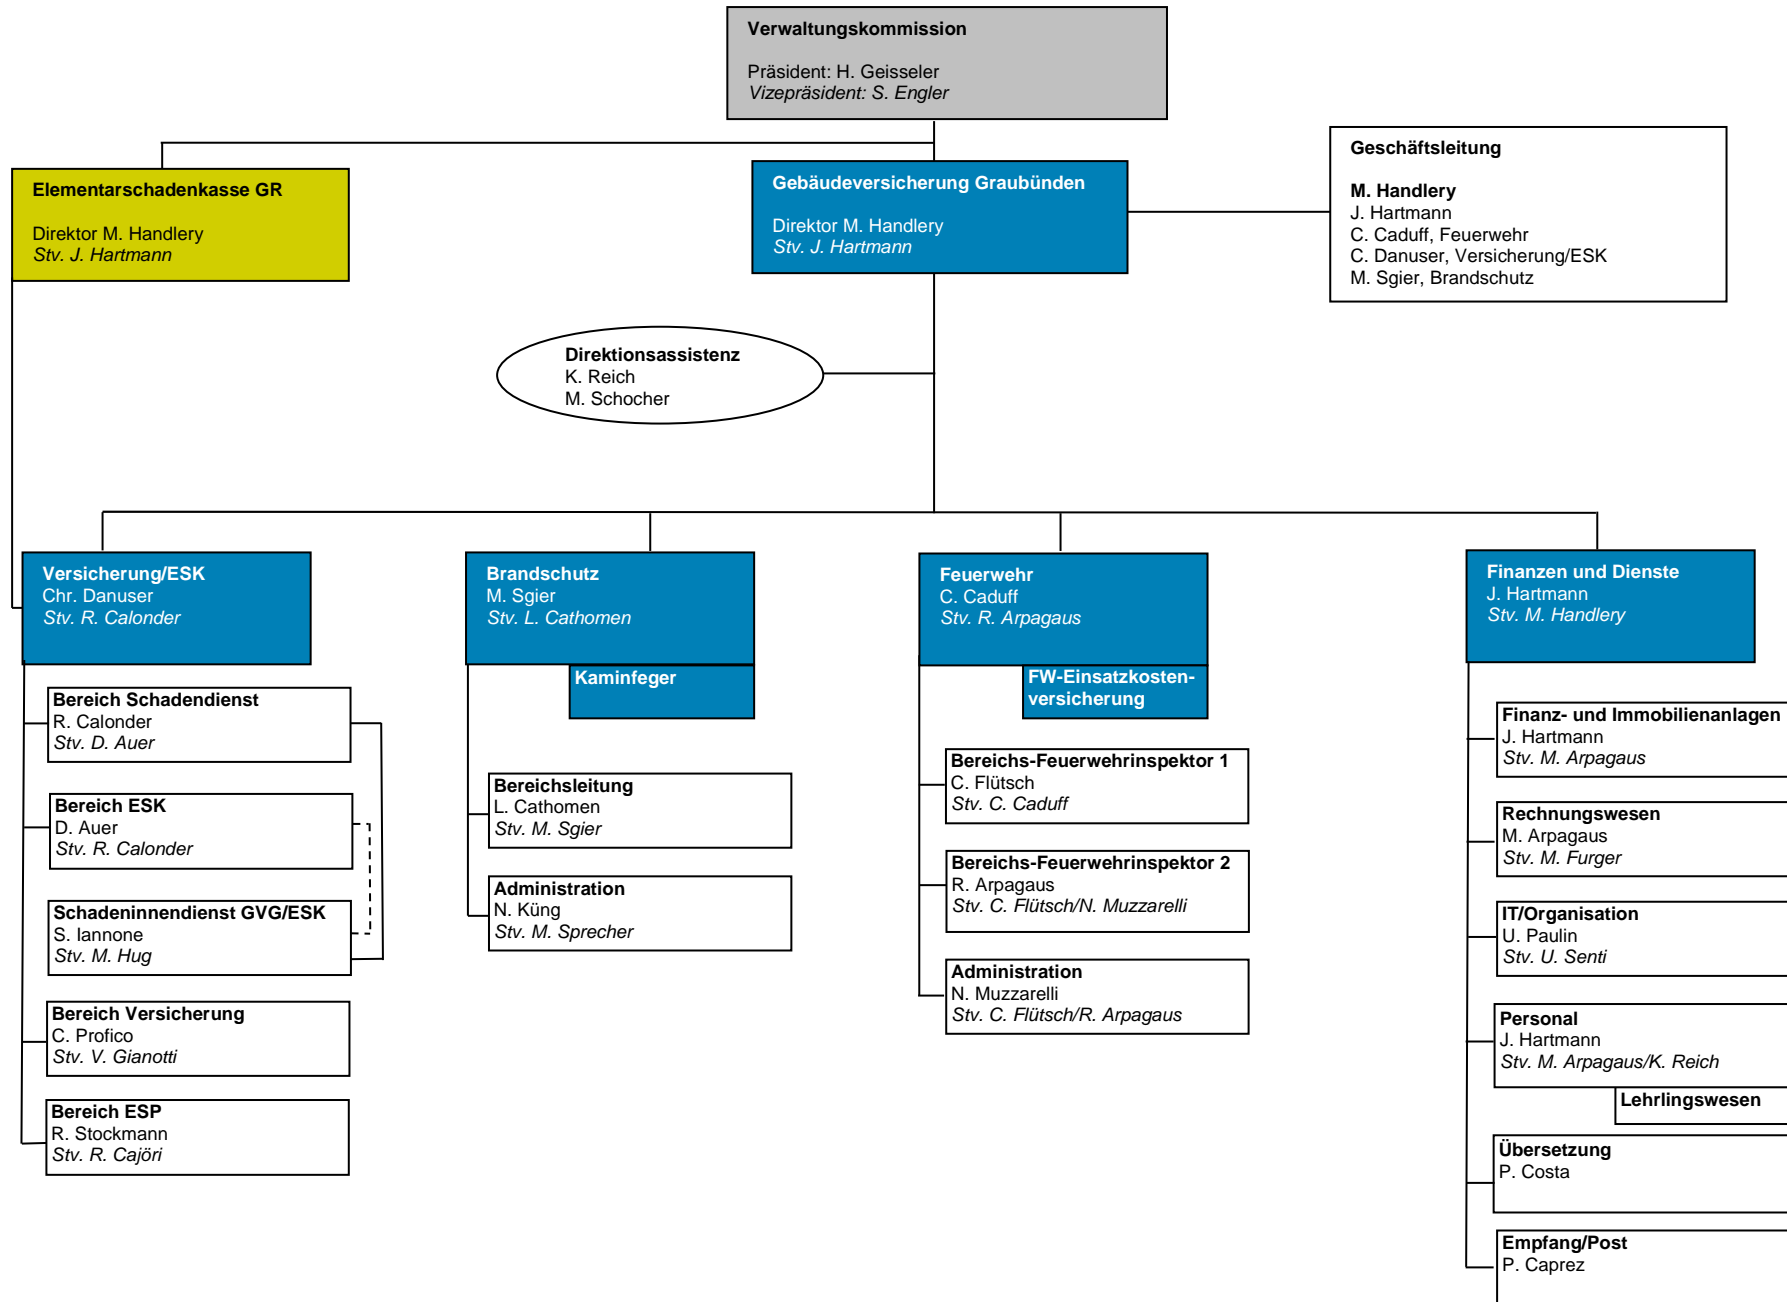 Verwaltungskommission
Präsident: H. Geisseler
Vizepräsident: S. Engler
Elementarschadenkasse GR
Direktor M. Handlery
Stv. J. Hartmann
Gebäudeversicherung Graubünden
Direktor M. Handlery
Stv. J. Hartmann
Geschäftsleitung
M. Handlery
J. Hartmann
C. Caduff, Feuerwehr
C. Danuser, Versicherung/ESK
M. Sgier, Brandschutz
Direktionsassistenz
K. Reich
M. Schocher
Versicherung/ESK
Chr. Danuser
Stv. R. Calonder
Bereich Schadendienst
R. Calonder
Stv. D. Auer
Bereich ESK
D. Auer
Stv. R. Calonder
Schadeninnendienst GVG/ESK
S. Iannone
Stv. M. Hug
Bereich Versicherung
C. Profico
Stv. V. Gianotti
Bereich ESP
R. Stockmann
Stv. R. Cajöri
Brandschutz
M. Sgier
Stv. L. Cathomen
Kaminfeger
Bereichsleitung
L. Cathomen
Stv. M. Sgier
Administration
N. Küng
Stv. M. Sprecher
Feuerwehr
C. Caduff
Stv. R. Arpagaus
FW-Einsatzkosten-
versicherung
Bereichs-Feuerwehrinspektor 1
C. Flütsch
Stv. C. Caduff
Bereichs-Feuerwehrinspektor 2
R. Arpagaus
Stv. C. Flütsch/N. Muzzarelli
Administration
N. Muzzarelli
Stv. C. Flütsch/R. Arpagaus
Finanzen und Dienste
J. Hartmann
Stv. M. Handlery
Finanz- und Immobilienanlagen
J. Hartmann
Stv. M. Arpagaus
Rechnungswesen
M. Arpagaus
Stv. M. Furger
IT/Organisation
U. Paulin
Stv. U. Senti
Personal
J. Hartmann
Stv. M. Arpagaus/K. Reich
Lehrlingswesen
Übersetzung
P. Costa
Empfang/Post
P. Caprez